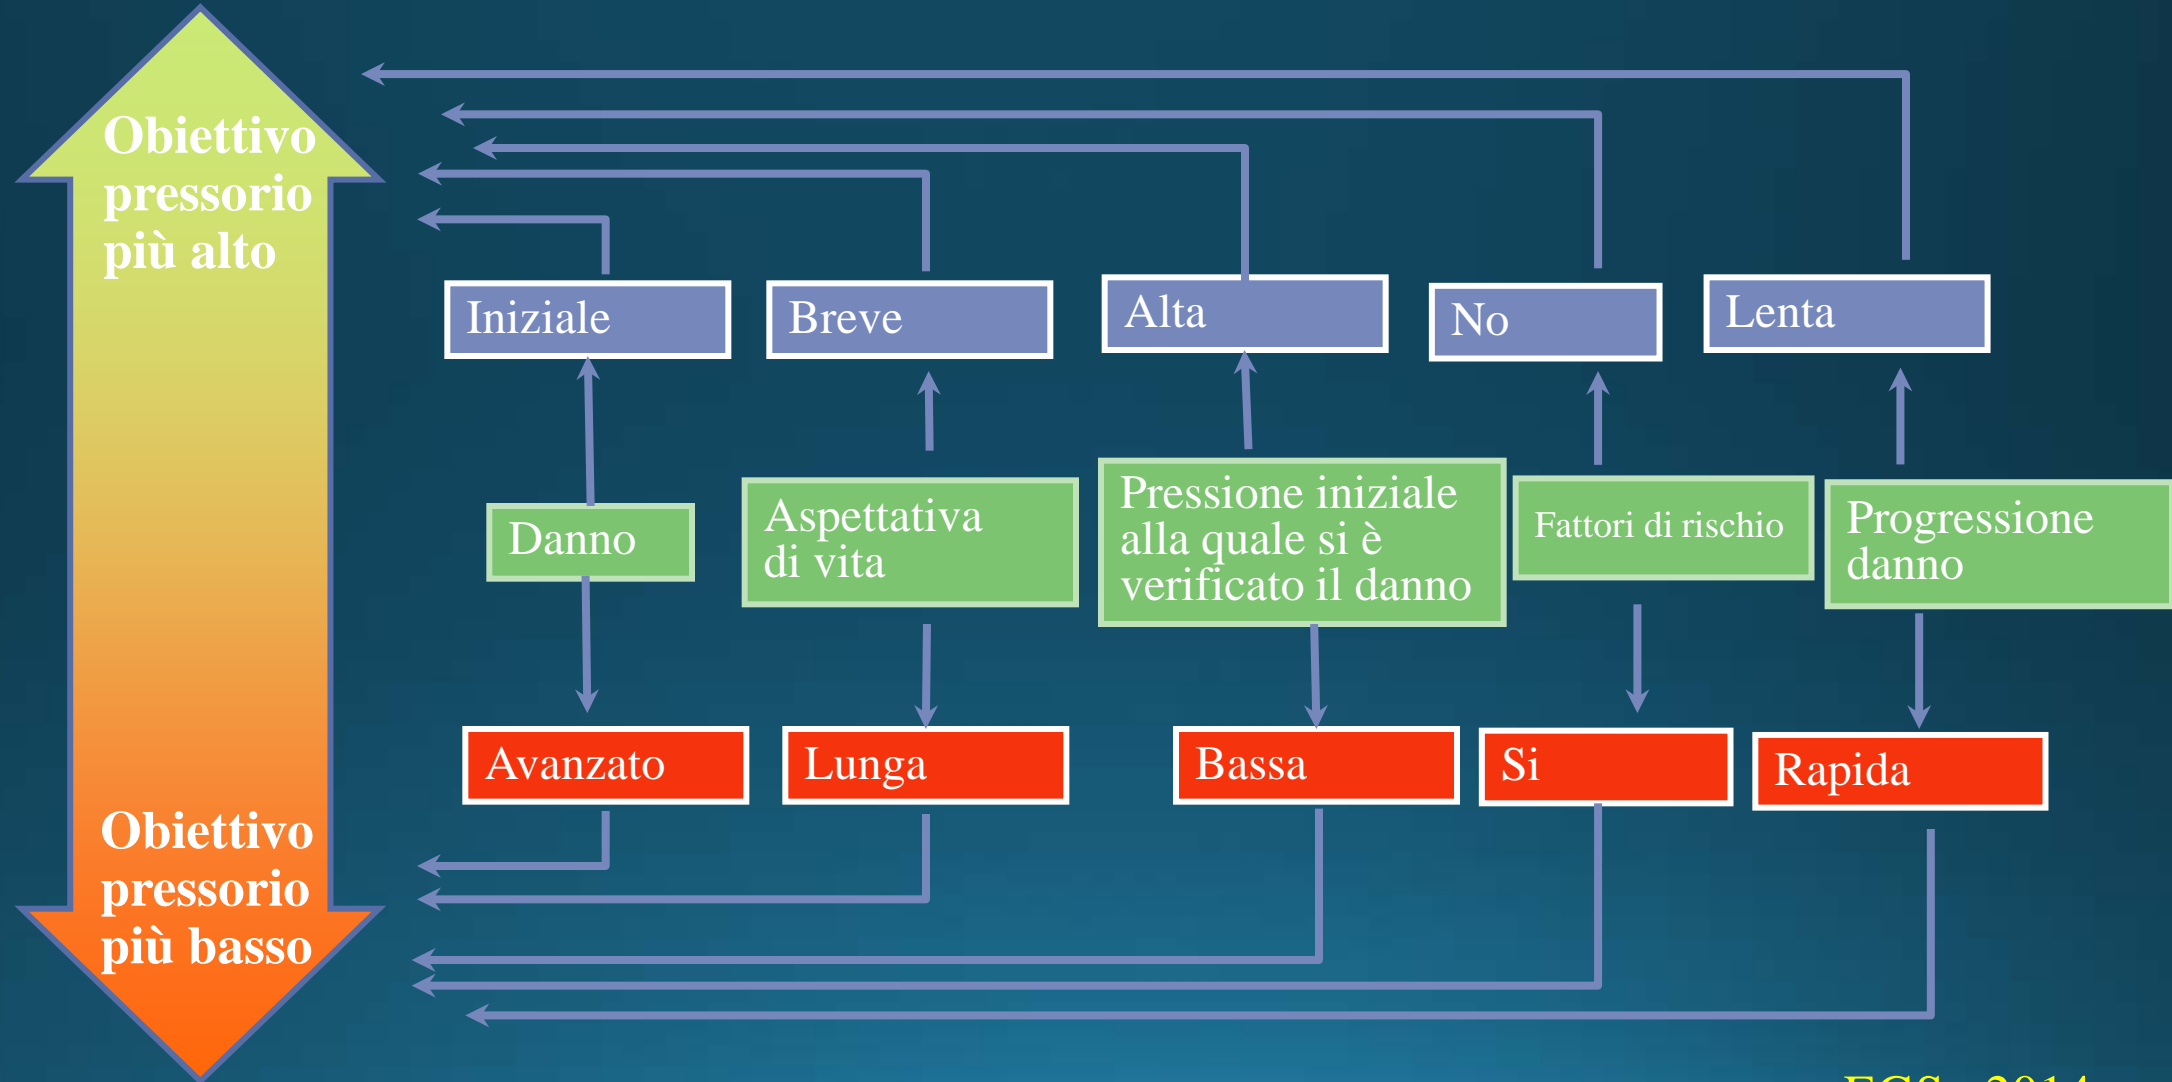 Obiettivo
pressorio
più alto
Iniziale
Breve
Alta
No
Lenta
Danno
Aspettativa
di vita
Pressione iniziale
alla quale si è
verificato il danno
Fattori di rischio
Progressione
danno
Avanzato
Lunga
Bassa
Si
Rapida
Obiettivo
pressorio
più basso